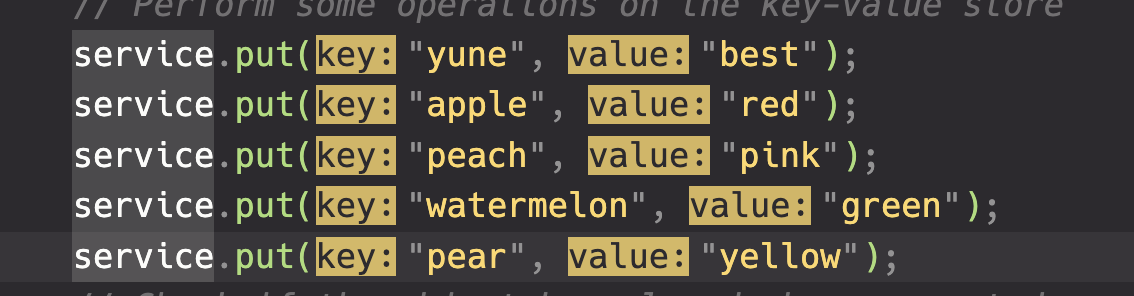 // Perform some operations on the key-value store
service.put(key: "yune", value: "best");
service.put(key: "apple", value: "red");
service.put(key: "peach", value: "pink");
service.put(key: "watermelon", value: "green");
service.put(key: "pear", value: "yellow");